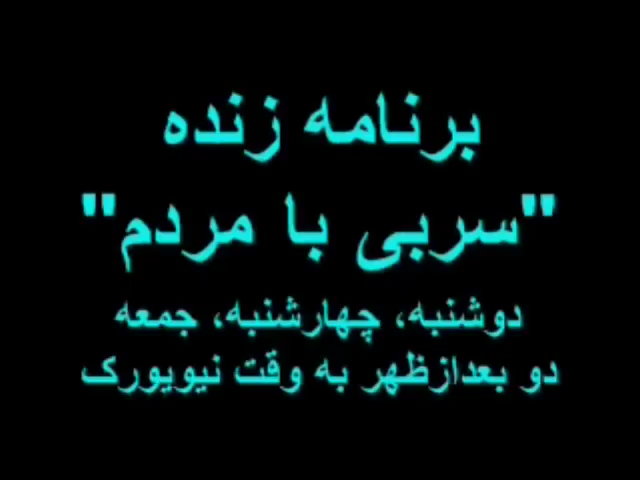 برنامه زنده
"سربی با مردم"
دوشنبه، چهارشنبه، جمعه
دو بعدازظهر به وقت نیویورک